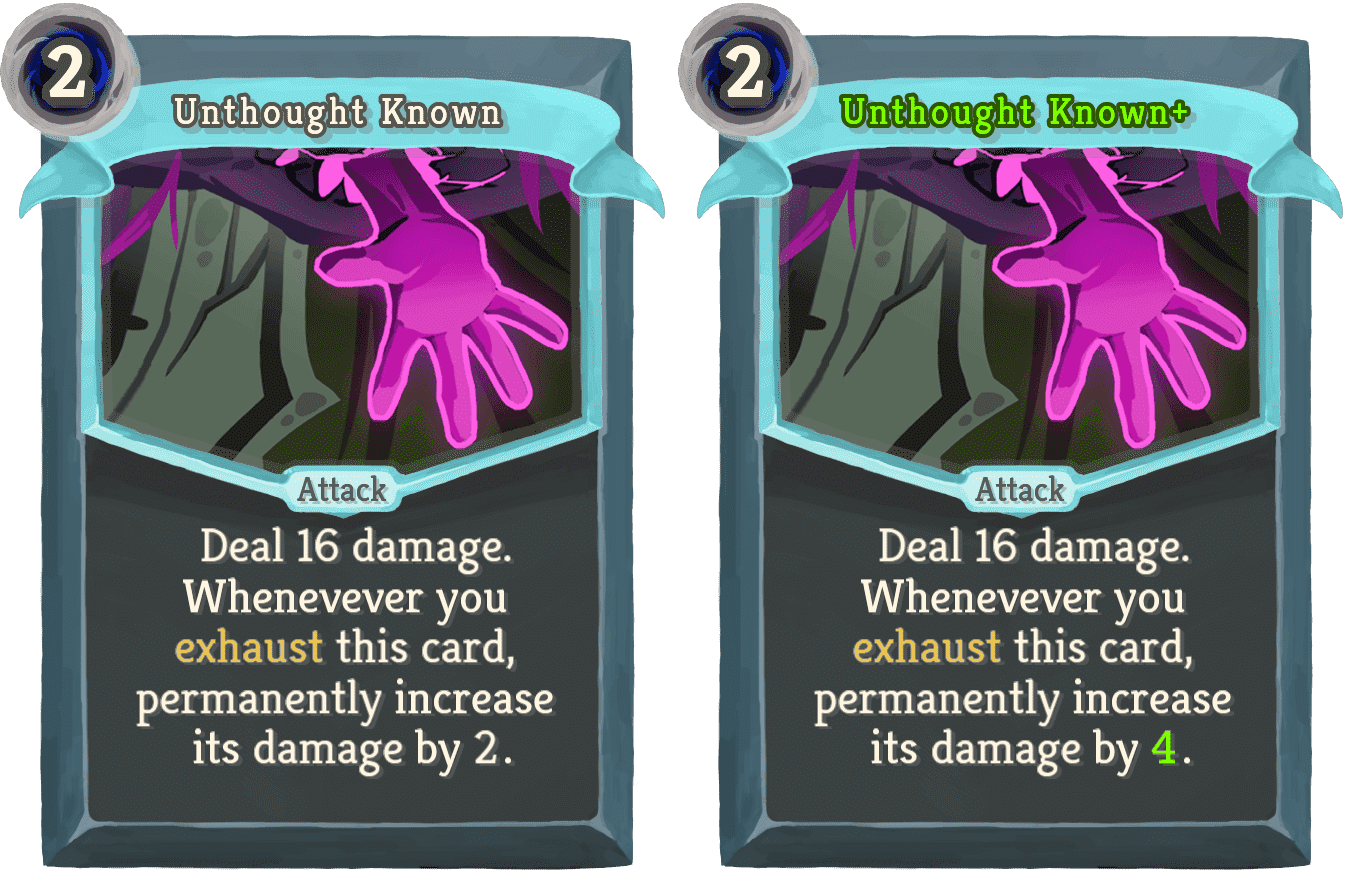 2
Unthought Known
Attack
Deal 16 damage.
Whenevever you
exhaust this card,
permanently increase
its damage by 2.
2
Unthought Known+
Attack
Deal 16 damage.
Whenevever you
exhaust this card,
permanently increase
its damage by 4.